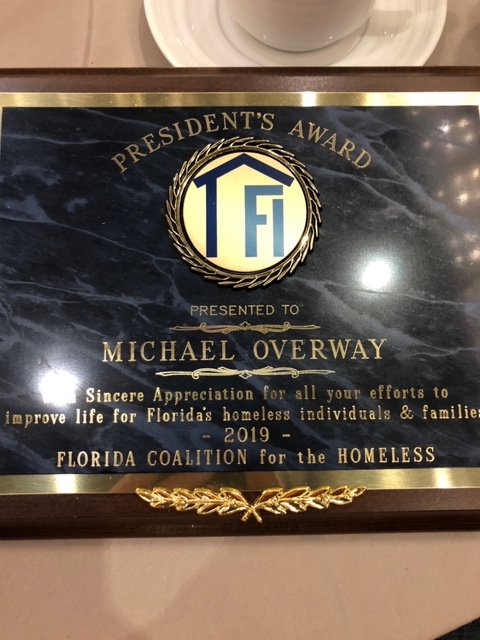 PRESIDENT'S AWARD
TFI
PRESENTED TO
MICHAEL OVERWAY
Sincere Appreciation for all your efforts to
improve life for Florida's homeless individuals & families
- 2019 -
FLORIDA COALITION for the HOMELESS